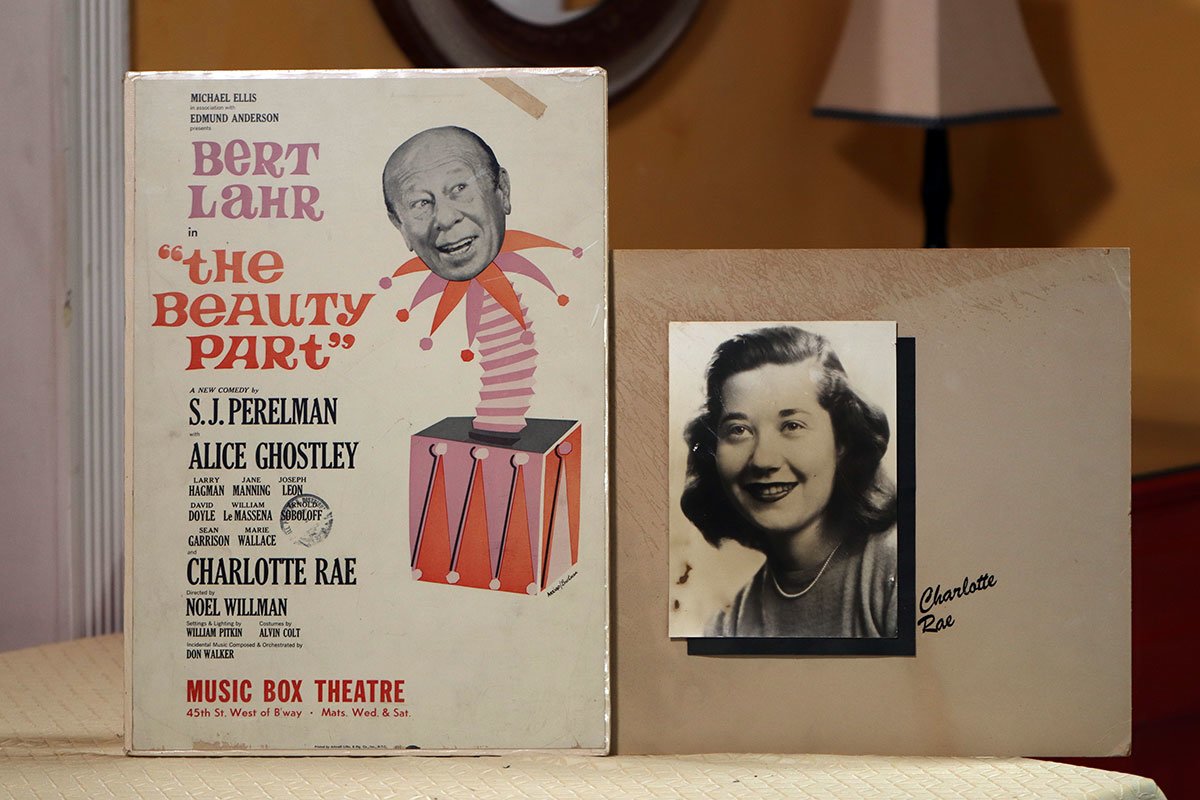 MICHAEL ELLIS
in association with
EDMUND ANDERSON
presents
BERT
LAHR
in
“THE
BEAUTY
PART”
A NEW COMEDY by
S.J. PERELMAN
with
ALICE GHOSTLEY
LARRY JANE JOSEPH
HAGMAN MANNING LEON
DAVID WILLIAM ARNOLD
DOYLE Le MASSENA SOBOLOFF
SEAN MARIE
GARRISON WALLACE
and
CHARLOTTE RAE
Directed by
NOEL WILLMAN
Settings & Lighting by Costumes by
WILLIAM PITKIN ALVIN COLT
Incidental Music Composed & Orchestrated by
DON WALKER
MUSIC BOX THEATRE
45th St. West of B'way · Mats. Wed. & Sat.
Charlotte
Rae